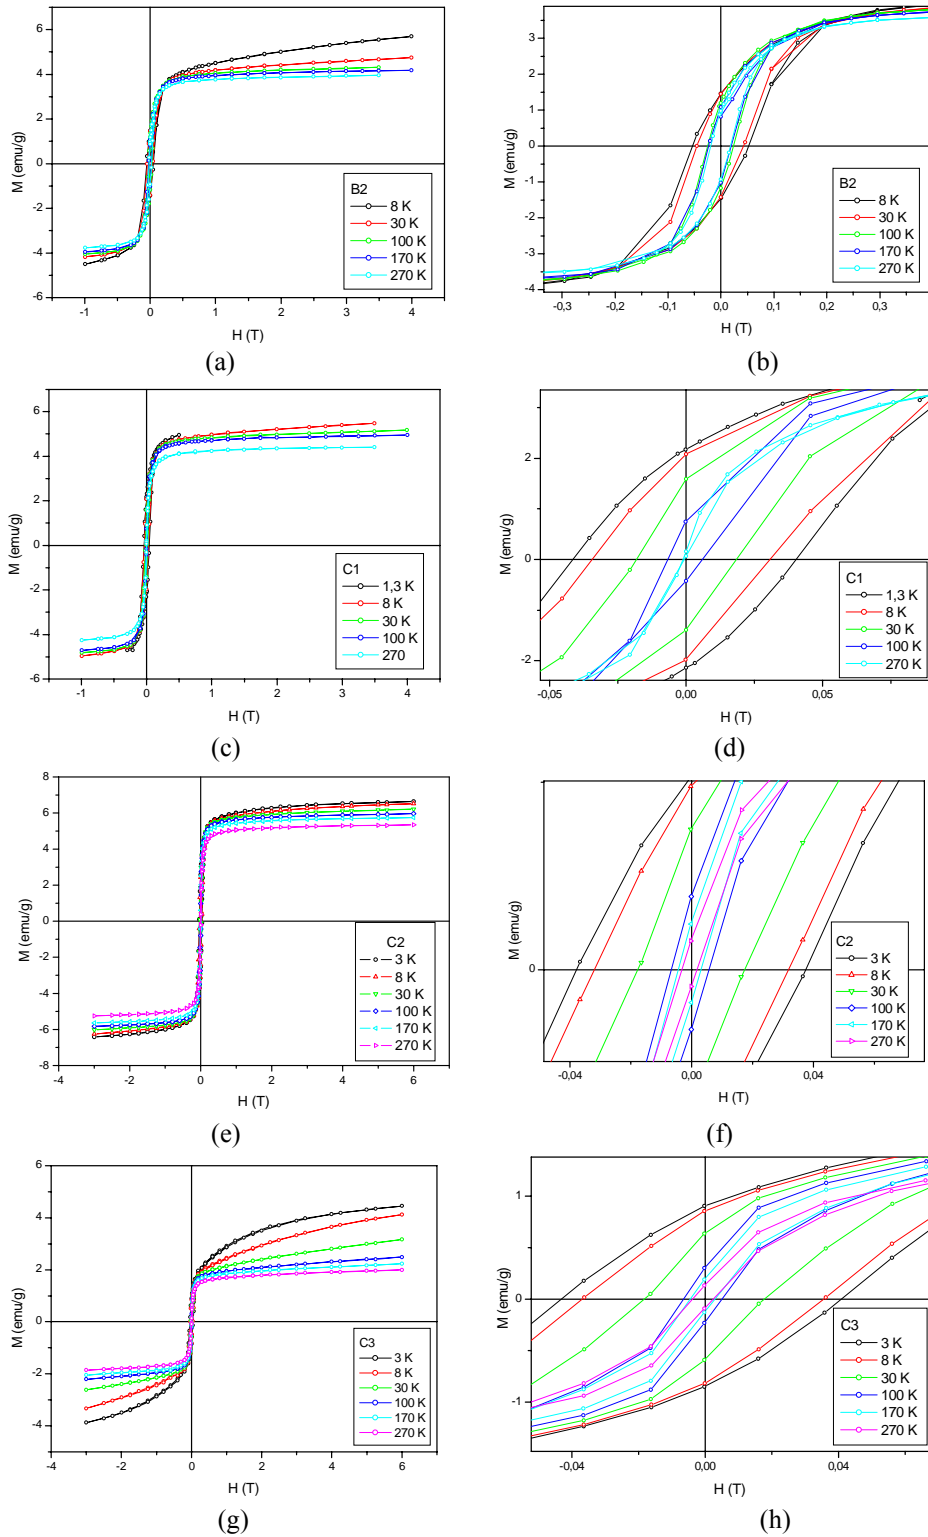 6
4
2
0
-2
-4
-6
-1
0
1
2
3
4
M (emu/g)
H (T)
B2
8 K
30 K
100 K
170 K
270 K
(a)
3
2
1
0
-1
-2
-3
-4
-0,3
-0,2
-0,1
0,0
0,1
0,2
0,3
M (emu/g)
H (T)
B2
8 K
30 K
100 K
170 K
270 K
(b)
6
4
2
0
-2
-4
-6
-1
0
1
2
3
4
M (emu/g)
H (T)
C1
1,3 K
8 K
30 K
100 K
270
(c)
2
0
-2
-0,05
0,00
0,05
M (emu/g)
H (T)
C1
1,3 K
8 K
30 K
100 K
270 K
(d)
8
6
4
2
0
-2
-4
-6
-8
-4
-2
0
2
4
6
M (emu/g)
H (T)
C2
3 K
8 K
30 K
100 K
170 K
270 K
(e)
0
-0,04
0,00
0,04
M (emu/g)
H (T)
C2
3 K
8 K
30 K
100 K
170 K
270 K
(f)
6
4
2
0
-2
-4
-4
-2
0
2
4
6
M (emu/g)
H (T)
C3
3 K
8 K
30 K
100 K
170 K
270 K
(g)
1
0
-1
-0,04
0,00
0,04
M (emu/g)
H (T)
C3
3 K
8 K
30 K
100 K
170 K
270 K
(h)